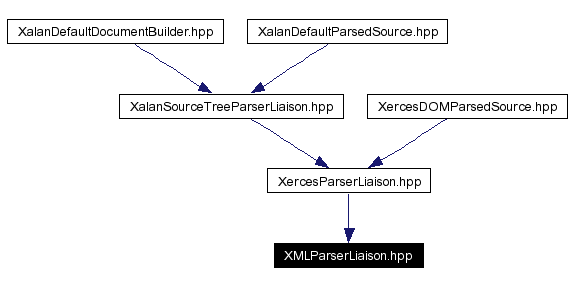 XalanDefaultDocumentBuilder.hpp
XalanDefaultParsedSource.hpp
XalanSourceTreeParserLiaison.hpp
XercesDOMParsedSource.hpp
XercesParserLiaison.hpp
XMLParserLiaison.hpp